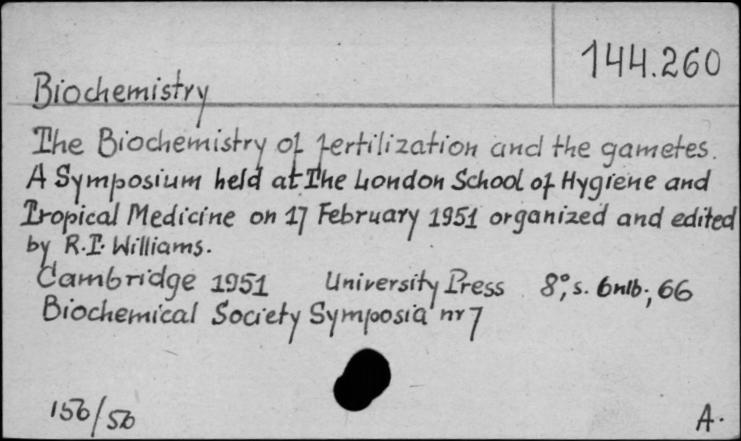 144.260
Biochemistry
The Biochemistry of fertilization and the gametes.
A Symposium held at The London School of Hygiene and
Tropical Medicine on 17 February 1951 organized and edited
by R.T. Williams.
Cambridge 1951 University Press 8°, s. 6nlb., 66
Biochemical Society Symposia nr 7
156/56
A.